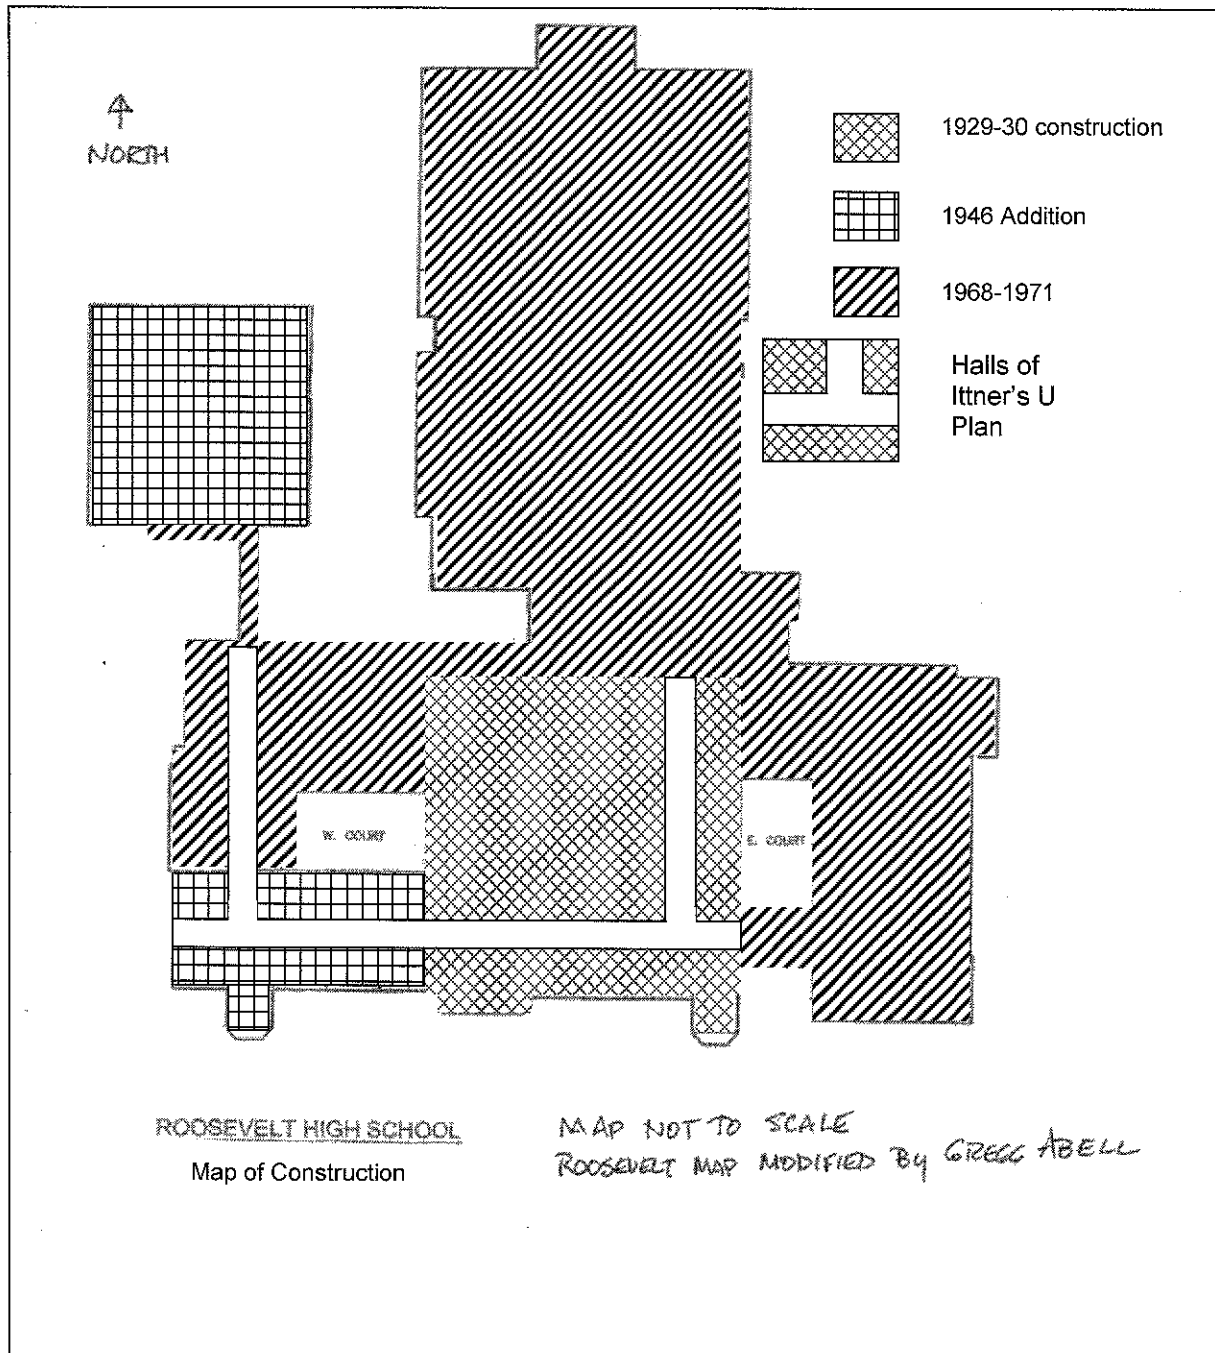 NORTH
1929-30 construction
1946 Addition
1968-1971
Halls of
Ittner's U
Plan
W. COURT
E. COURT
ROOSEVELT HIGH SCHOOL
Map of Construction
MAP NOT TO SCALE
ROOSEVELT MAP MODIFIED BY GREGG ABELL